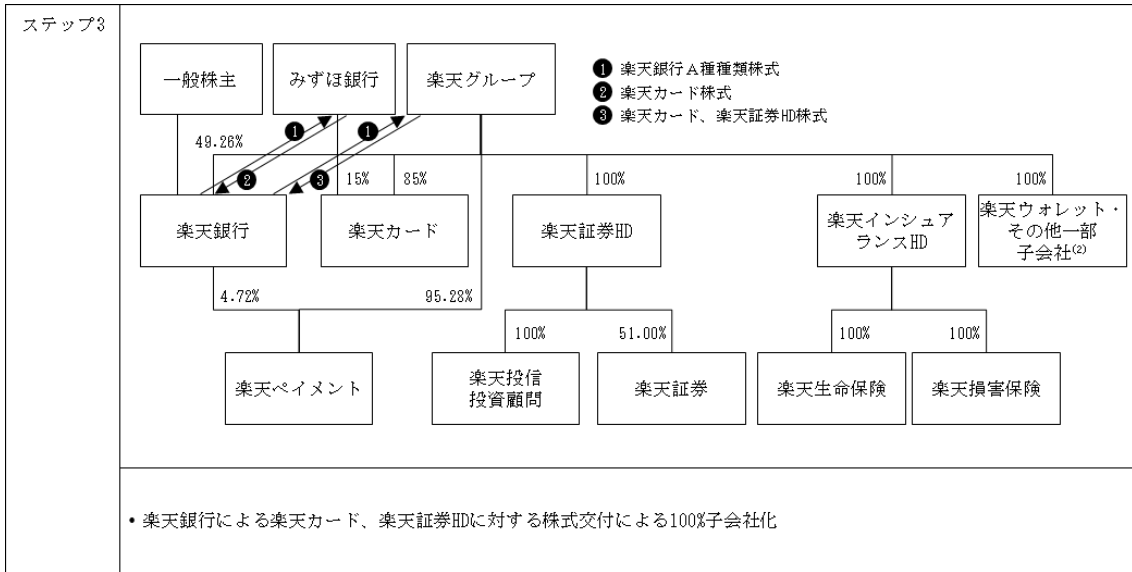 ステップ3
一般株主
みずほ銀行
楽天グループ
❶ 楽天銀行A種種類株式
❷ 楽天カード株式
❸ 楽天カード、楽天証券HD株式
49.26%
❶
❶
❷
❸
15%
85%
100%
100%
100%
楽天銀行
楽天カード
楽天証券HD
楽天インシュア
ランスHD
楽天ウォレット・
その他一部
子会社(2)
4.72%
95.28%
100%
51.00%
100%
100%
楽天ペイメント
楽天投信
投資顧問
楽天証券
楽天生命保険
楽天損害保険
・楽天銀行による楽天カード、楽天証券HDに対する株式交付による100%子会社化